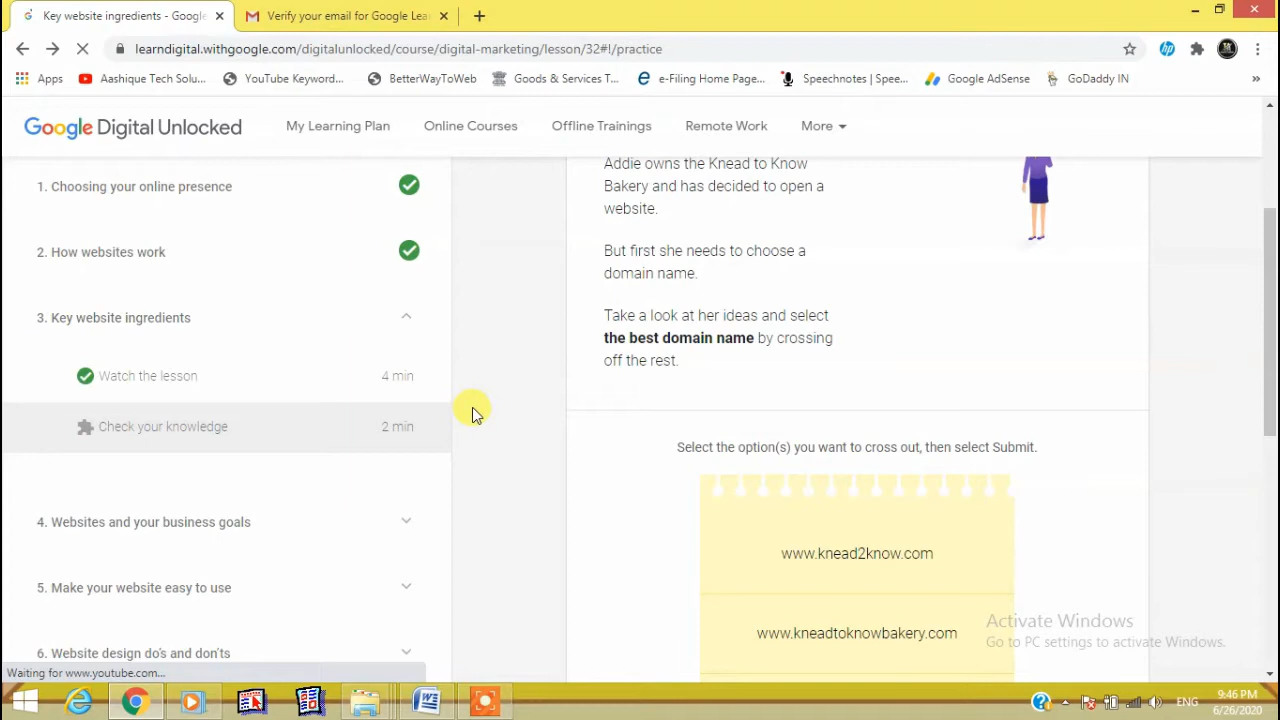 Key website ingredients - Google
Verify your email for Google Lea
learndigital.withgoogle.com/digitalunlocked/course/digital-marketing/lesson/32#!/practice
Apps
Aashique Tech Solu...
YouTube Keyword...
BetterWayToWeb
Goods & Services T...
e-Filing Home Page...
Speechnotes | Spee...
Google AdSense
GoDaddy IN
Google Digital Unlocked
My Learning Plan
Online Courses
Offline Trainings
Remote Work
More
1. Choosing your online presence
2. How websites work
3. Key website ingredients
Watch the lesson 4 min
Check your knowledge 2 min
4. Websites and your business goals
5. Make your website easy to use
6. Website design do's and don'ts
Addie owns the Knead to Know
Bakery and has decided to open a
website.
But first she needs to choose a
domain name.
Take a look at her ideas and select
the best domain name by crossing
off the rest.
Select the option(s) you want to cross out, then select Submit.
www.knead2know.com
www.kneadtoknowbakery.com
Activate Windows
Go to PC settings to activate Windows.
Waiting for www.youtube.com...
ENG
9:46 PM
6/26/2020